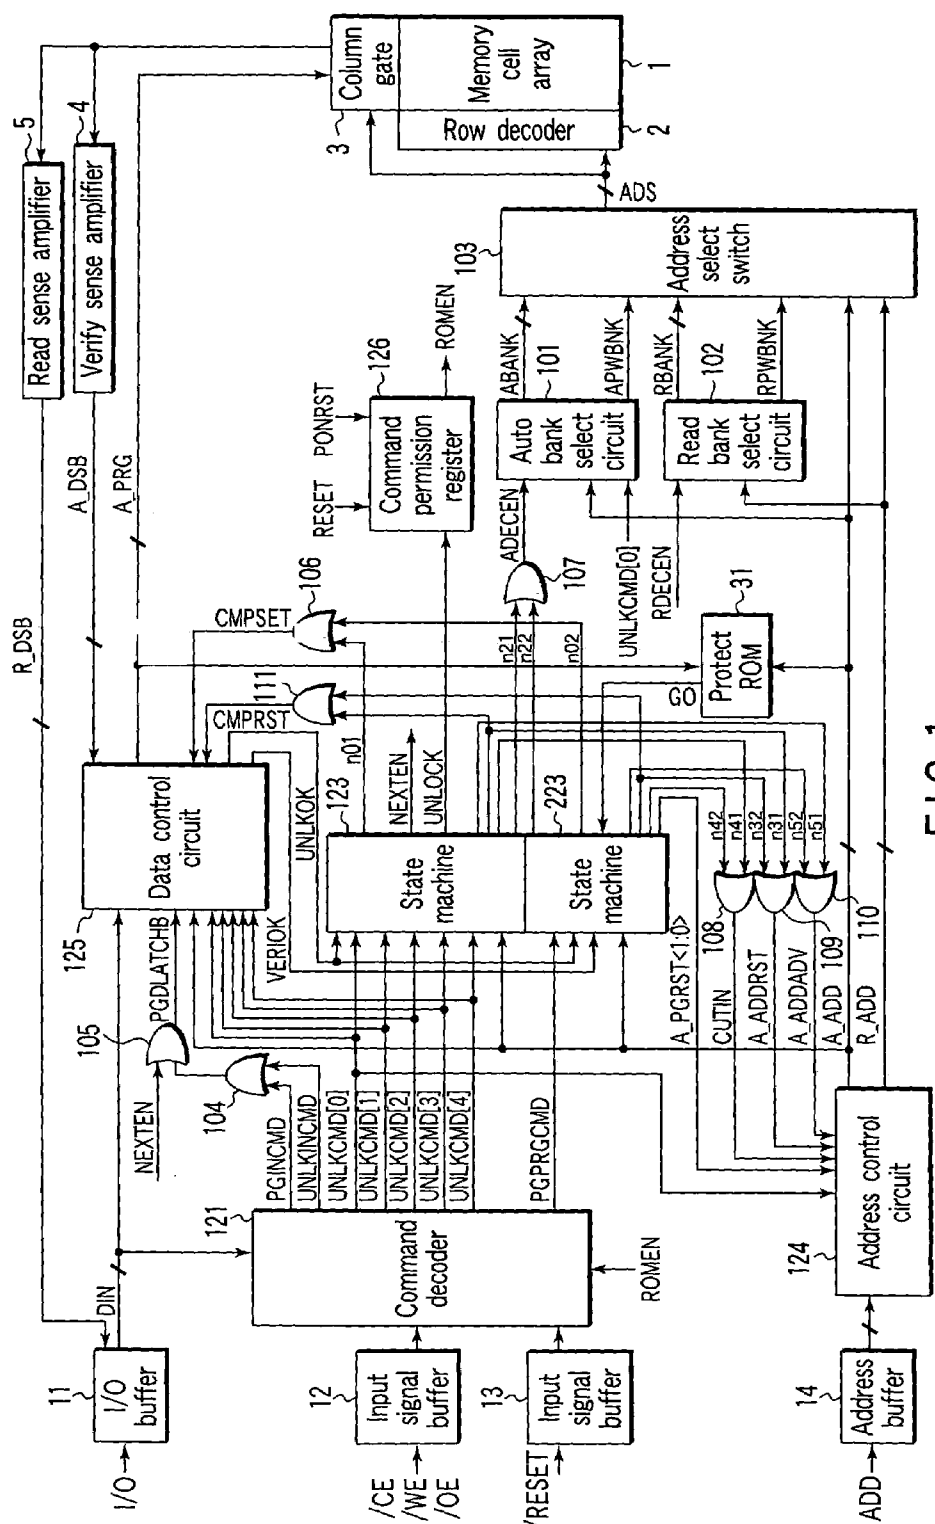 I/O
11
I/O
buffer
/CE
/WE
/OE
12
Input
signal
buffer
/RESET
13
Input
signal
buffer
ADD
14
Address
buffer
DIN
R_DSB
121
Command
decoder
ROMEN
124
Address control
circuit
NEXTEN
105
104
PGDLATCHB
PGINCMD
UNLKINCMD
UNLKCMD[0]
UNLKCMD[1]
UNLKCMD[2]
UNLKCMD[3]
UNLKCMD[4]
PGPRGCMD
VERIOK
UNLKOK
A_PGRST<1:0>
CUTIN
A_ADDRST
A_ADDADV
A_ADD
R_ADD
125
Data control
circuit
123
State
machine
223
State
machine
108
109
110
n42
n41
n32
n31
n52
n51
CMPRST
111
CMPSET
106
n01
NEXTEN
UNLOCK
n21
n22
n02
GO
31
Protect
ROM
107
ADECEN
UNLKCMD[0]
RDECEN
RESET
PONRST
126
Command
permission
register
ROMEN
A_DSB
A_PRG
Auto
bank
select
circuit
101
ABANK
APWBNK
Read
bank
select
circuit
102
RBANK
RPWBNK
103
Address
select
switch
ADS
5
Read sense amplifier
4
Verify sense amplifier
3
Column
gate
Row decoder
2
Memory
cell
array
1
FIG. 1